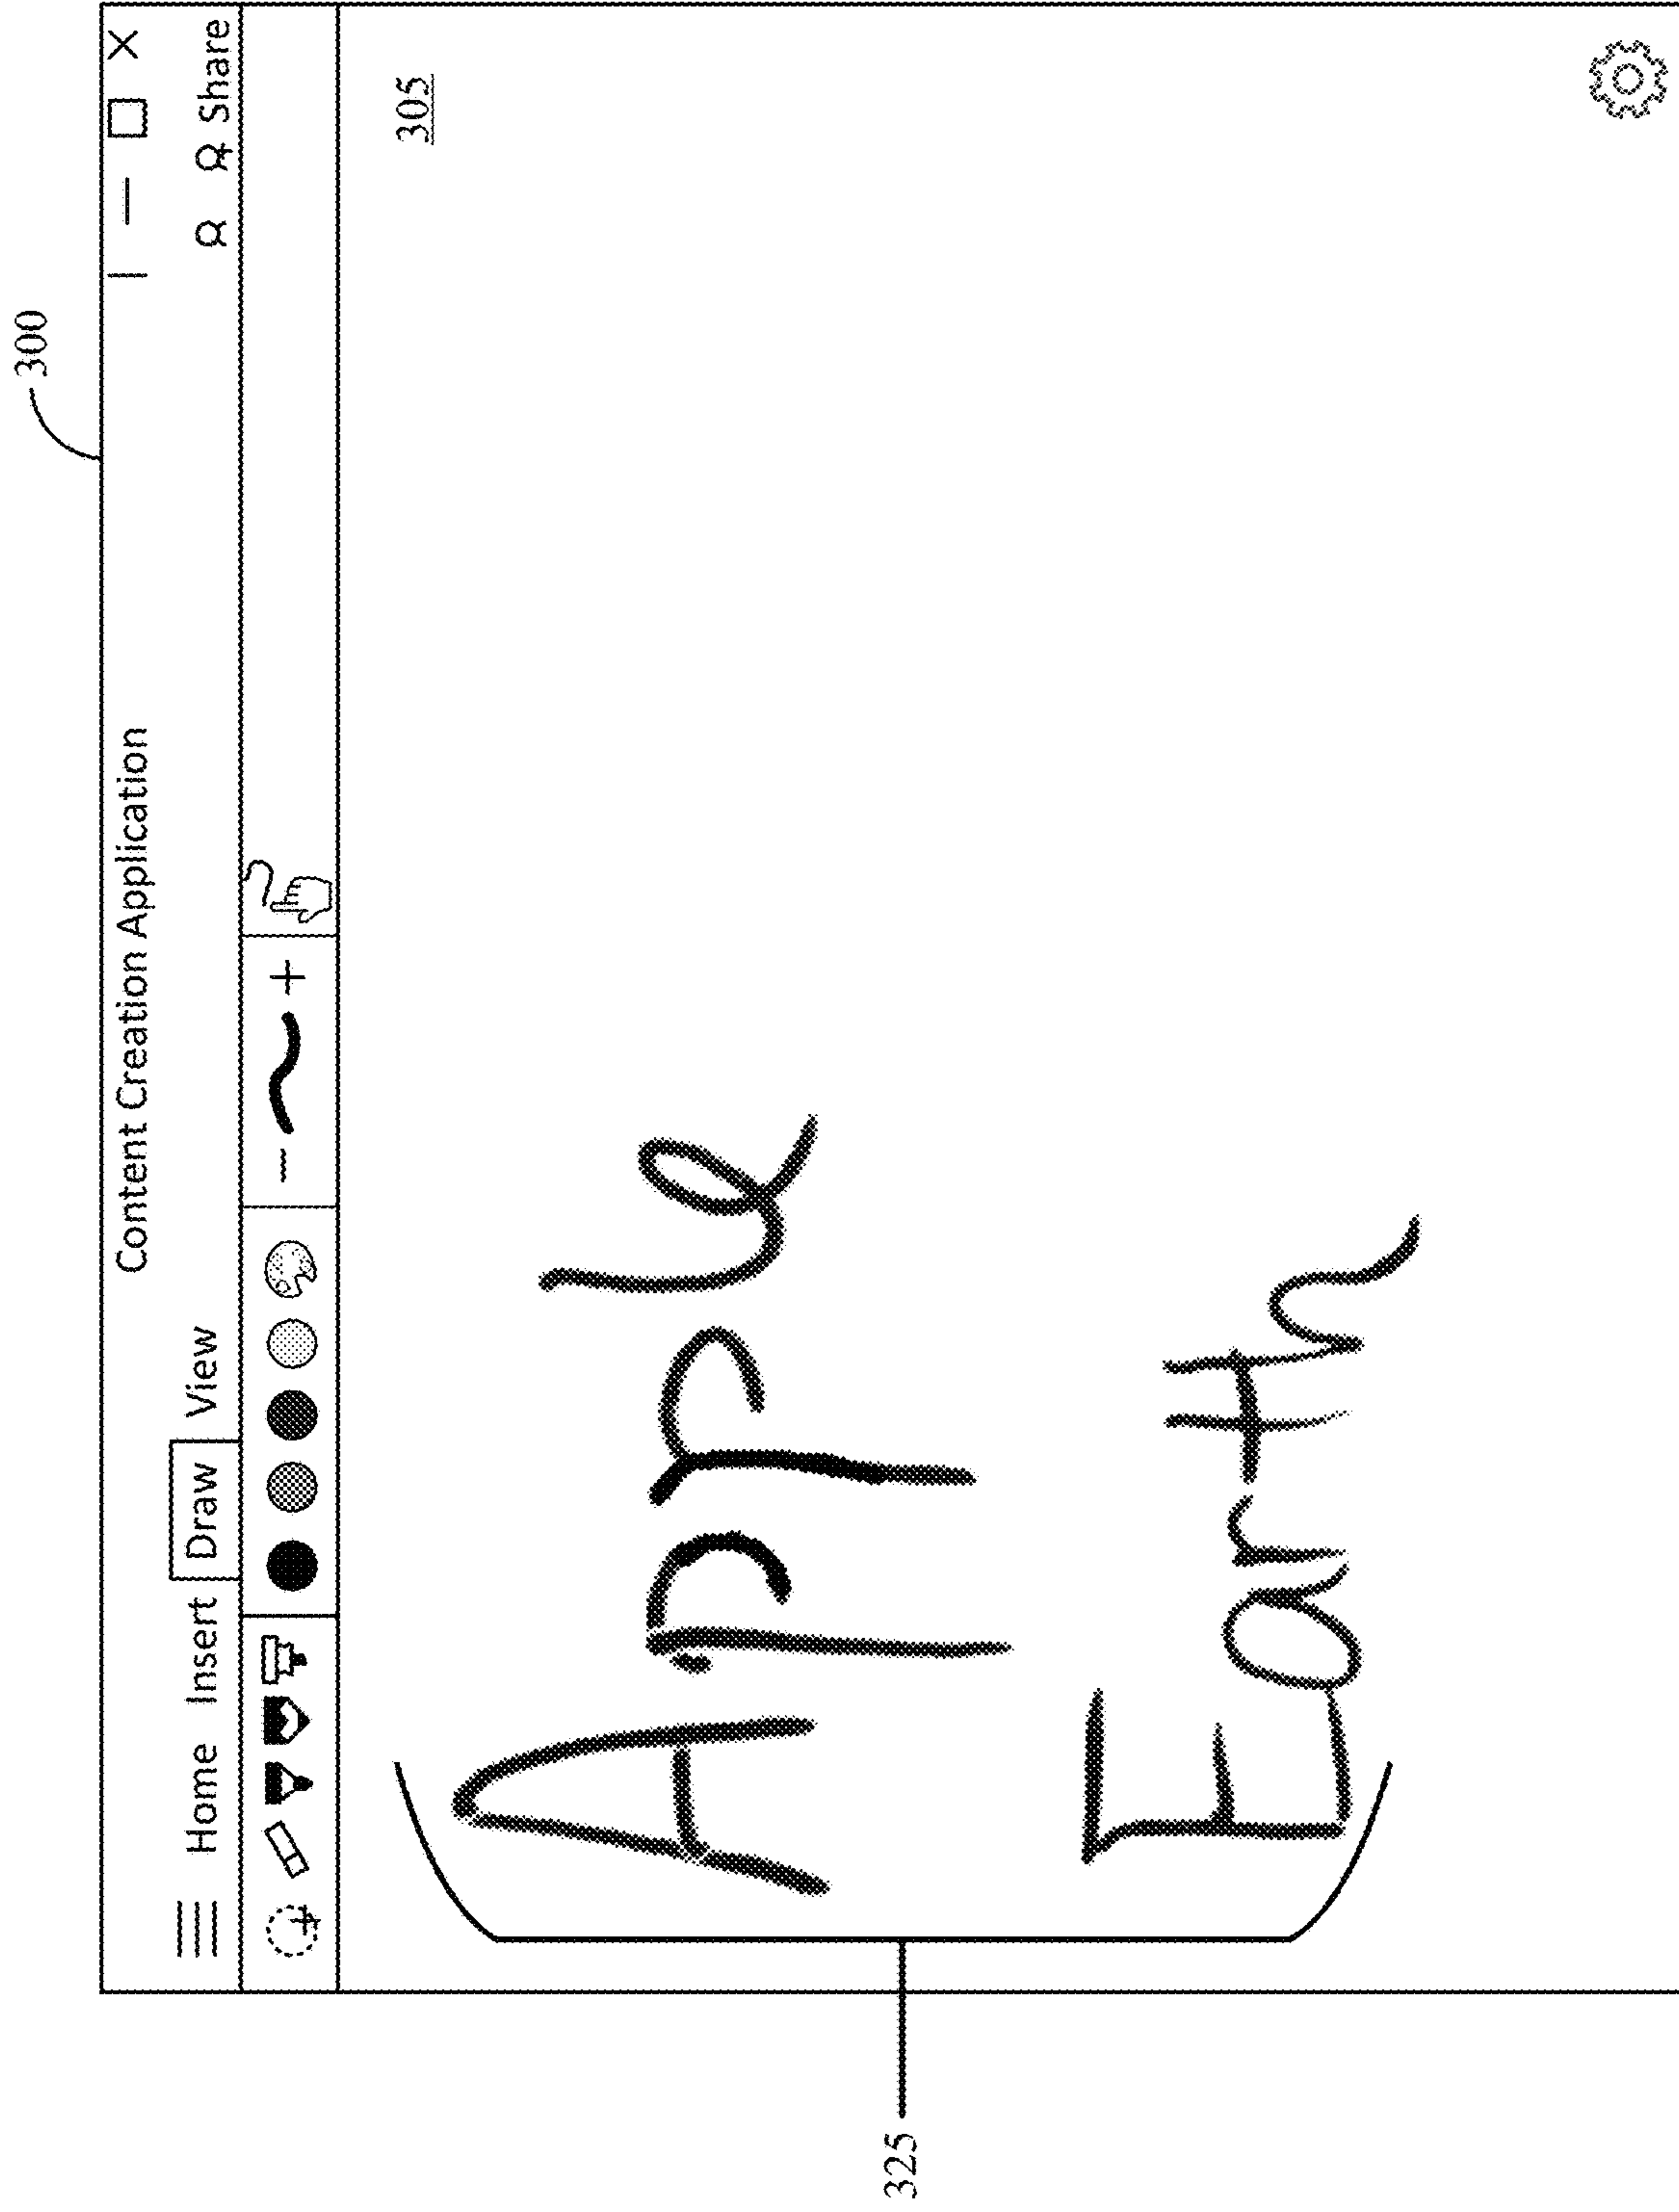 300
Content Creation Application
Home Insert Draw View
Share
305
325
Apple
Earth